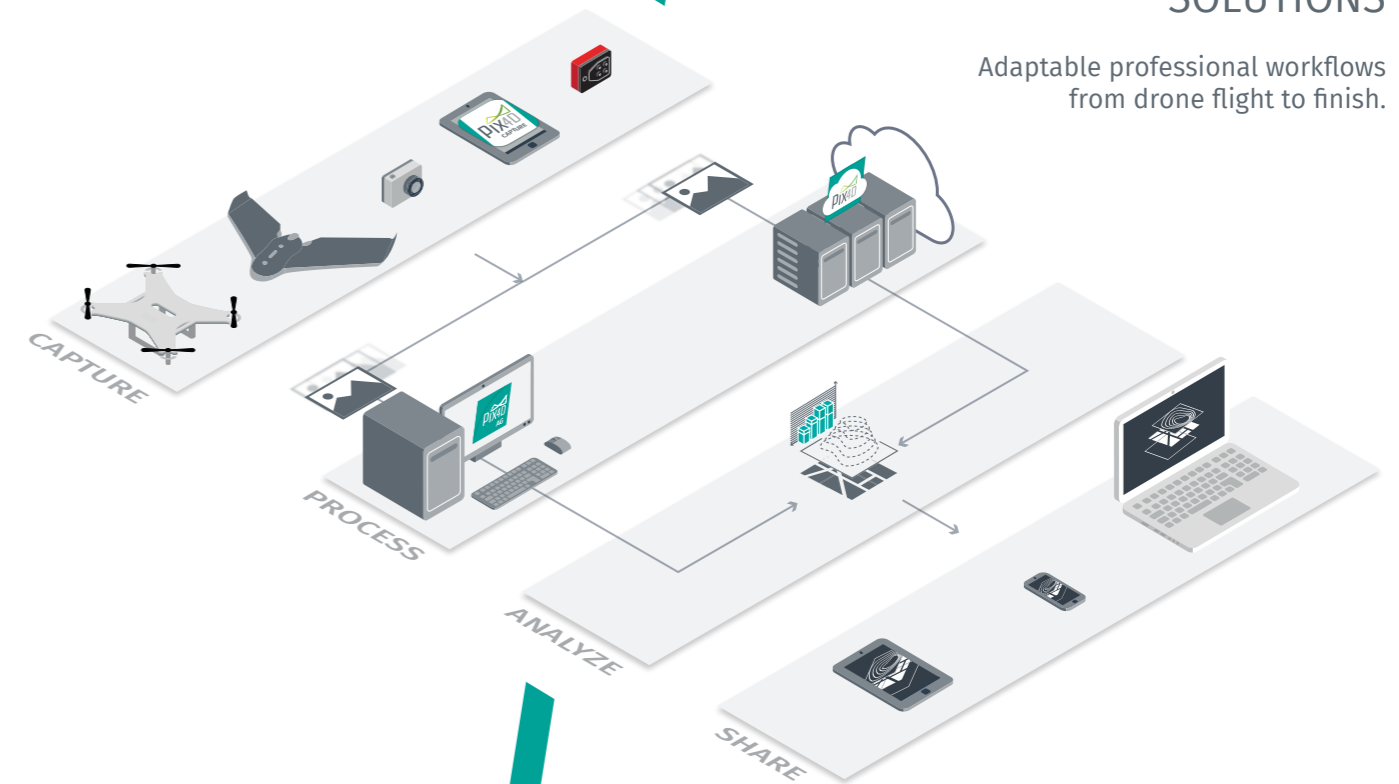 SOLUTIONS
Adaptable professional workflows
from drone flight to finish.
PIX4D
CAPTURE
PIX4D
CAPTURE
PIX4D
AG
PROCESS
ANALYZE
SHARE